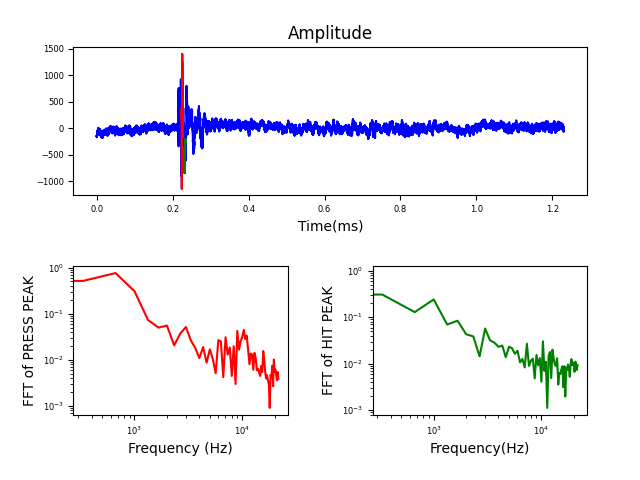 Amplitude
1500
1000
500
0
−500
−1000
0.0 0.2 0.4 0.6 0.8 1.0 1.2
Time(ms)
FFT of PRESS PEAK
10⁰
10⁻¹
10⁻²
10⁻³
10³ 10⁴
Frequency (Hz)
FFT of HIT PEAK
10⁰
10⁻¹
10⁻²
10⁻³
10³ 10⁴
Frequency(Hz)